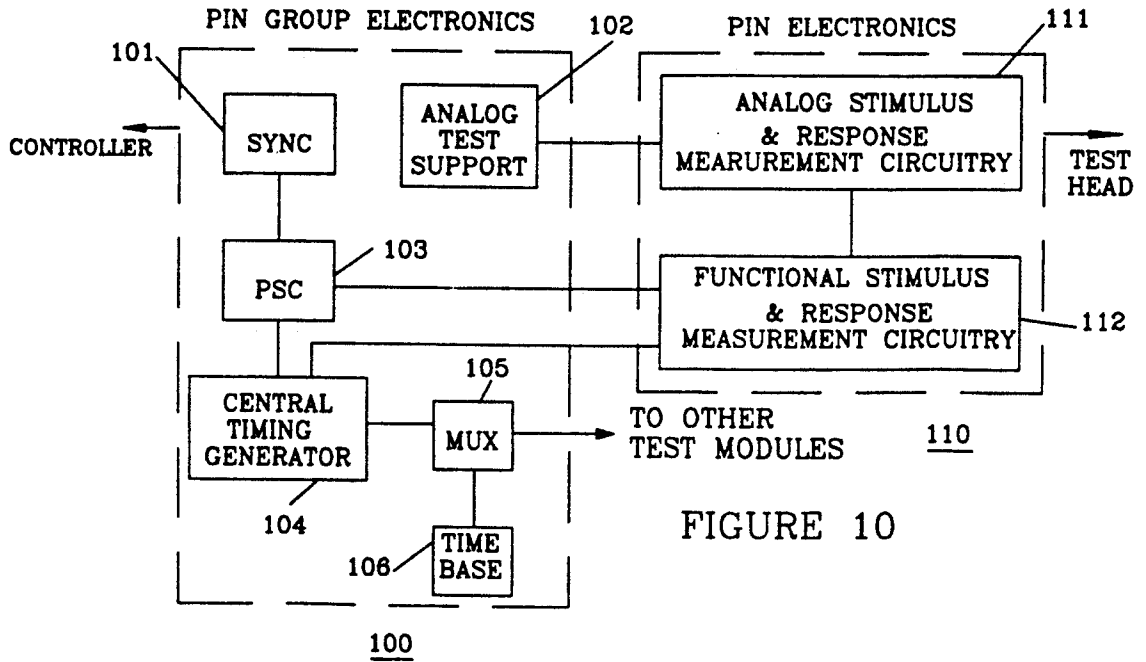 PIN GROUP ELECTRONICS
PIN ELECTRONICS
111
102
101
CONTROLLER
SYNC
ANALOG
TEST
SUPPORT
ANALOG STIMULUS
& RESPONSE
MEARUREMENT CIRCUITRY
TEST
HEAD
103
PSC
FUNCTIONAL STIMULUS
& RESPONSE
MEASUREMENT CIRCUITRY
112
105
CENTRAL
TIMING
GENERATOR
MUX
TO OTHER
TEST MODULES
110
104
106
TIME
BASE
FIGURE 10
100